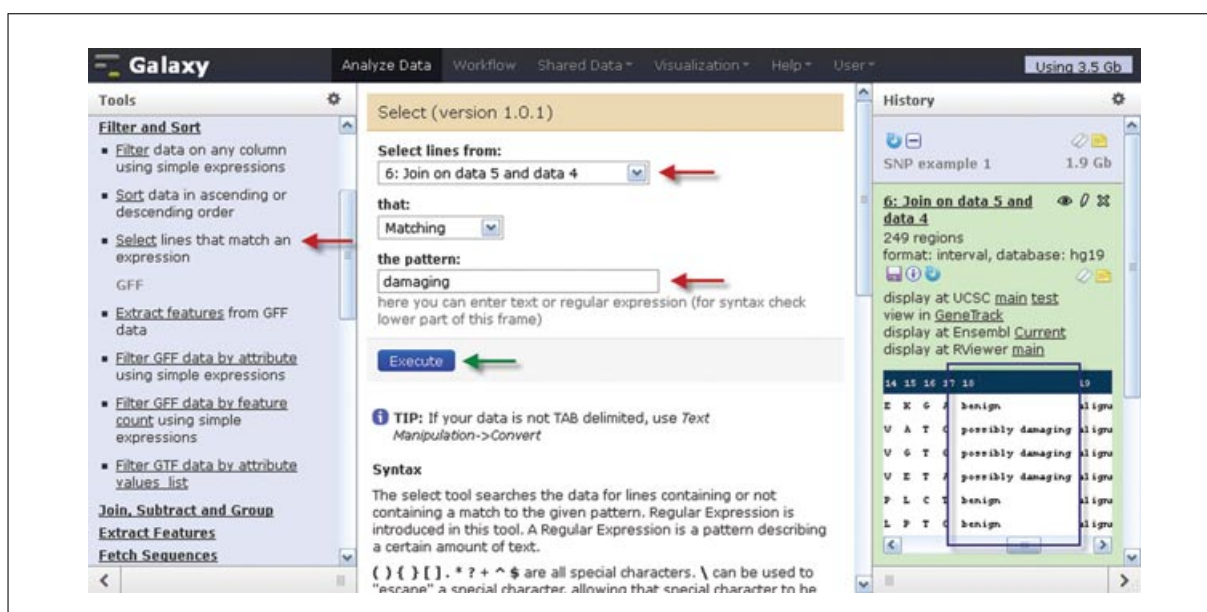 Galaxy
Analyze Data Workflow Shared Data Visualization Help User
Using 3.5 Gb
Tools
Filter and Sort
Filter data on any column
using simple expressions
Sort data in ascending or
descending order
Select lines that match an
expression
GFF
Extract features from GFF
data
Filter GFF data by attribute
using simple expressions
Filter GFF data by feature
count using simple
expressions
Filter GTF data by attribute
values_list
Join, Subtract and Group
Extract Features
Fetch Sequences
Select (version 1.0.1)
Select lines from:
6: Join on data 5 and data 4
that:
Matching
the pattern:
damaging
here you can enter text or regular expression (for syntax check
lower part of this frame)
Execute
TIP: If your data is not TAB delimited, use Text
Manipulation->Convert
Syntax
The select tool searches the data for lines containing or not
containing a match to the given pattern. Regular Expression is
introduced in this tool. A Regular Expression is a pattern describing
a certain amount of text.
( ) { } [ ] . * ? + ^ $ are all special characters. \ can be used to
"escape" a special character, allowing that special character to be
History
SNP example 1 1.9 Gb
6: Join on data 5 and
data 4
249 regions
format: interval, database: hg19
display at UCSC main test
view in GeneTrack
display at Ensembl Current
display at RViewer main
14 15 16 17 18 19
E K G benign
V A T possibly damaging
V G T possibly damaging
V E T possibly damaging
P L C benign
L P T benign